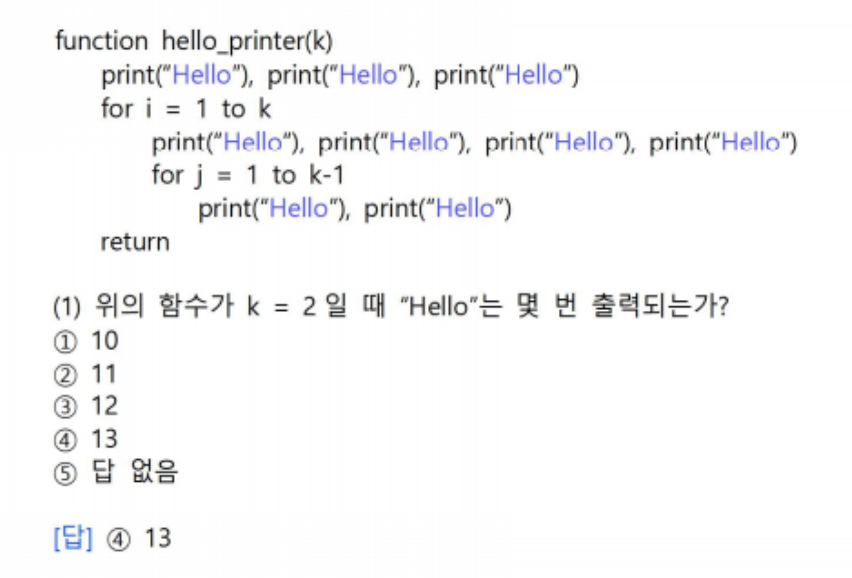 function hello_printer(k)
print("Hello"), print("Hello"), print("Hello")
for i = 1 to k
print("Hello"), print("Hello"), print("Hello"), print("Hello")
for j = 1 to k-1
print("Hello"), print("Hello")
return
(1) 위의 함수가 k = 2일 때 "Hello"는 몇 번 출력되는가?
① 10
② 11
③ 12
④ 13
⑤ 답 없음
[답] ④ 13